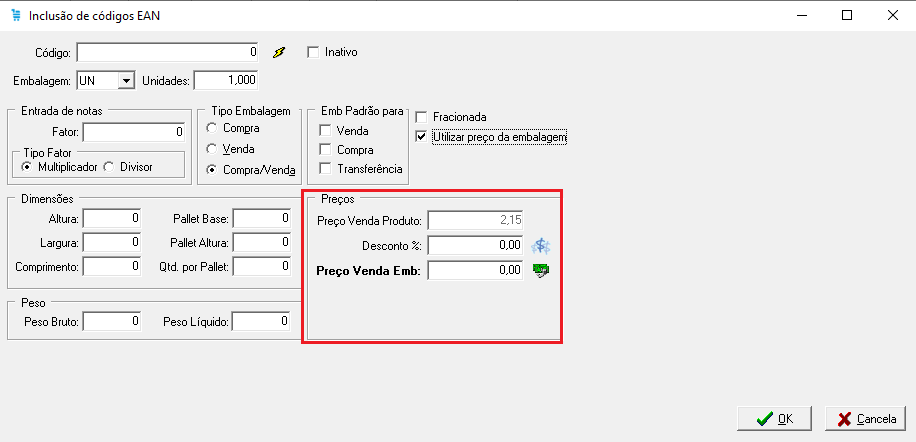 Inclusão de códigos EAN
Código: 0 Inativo
Embalagem: UN Unidades: 1,000
Entrada de notas
Fator: 0
Tipo Fator
Multiplicador Divisor
Tipo Embalagem
Compra
Venda
Compra/Venda
Emb Padrão para
Venda
Compra
Transferência
Fracionada
Utilizar preço da embalagem
Dimensões
Altura: 0 Pallet Base: 0
Largura: 0 Pallet Altura: 0
Comprimento: 0 Qtd. por Pallet: 0
Preços
Preço Venda Produto: 2,15
Desconto %: 0,00
Preço Venda Emb: 0,00
Peso
Peso Bruto: 0 Peso Líquido: 0
OK Cancela